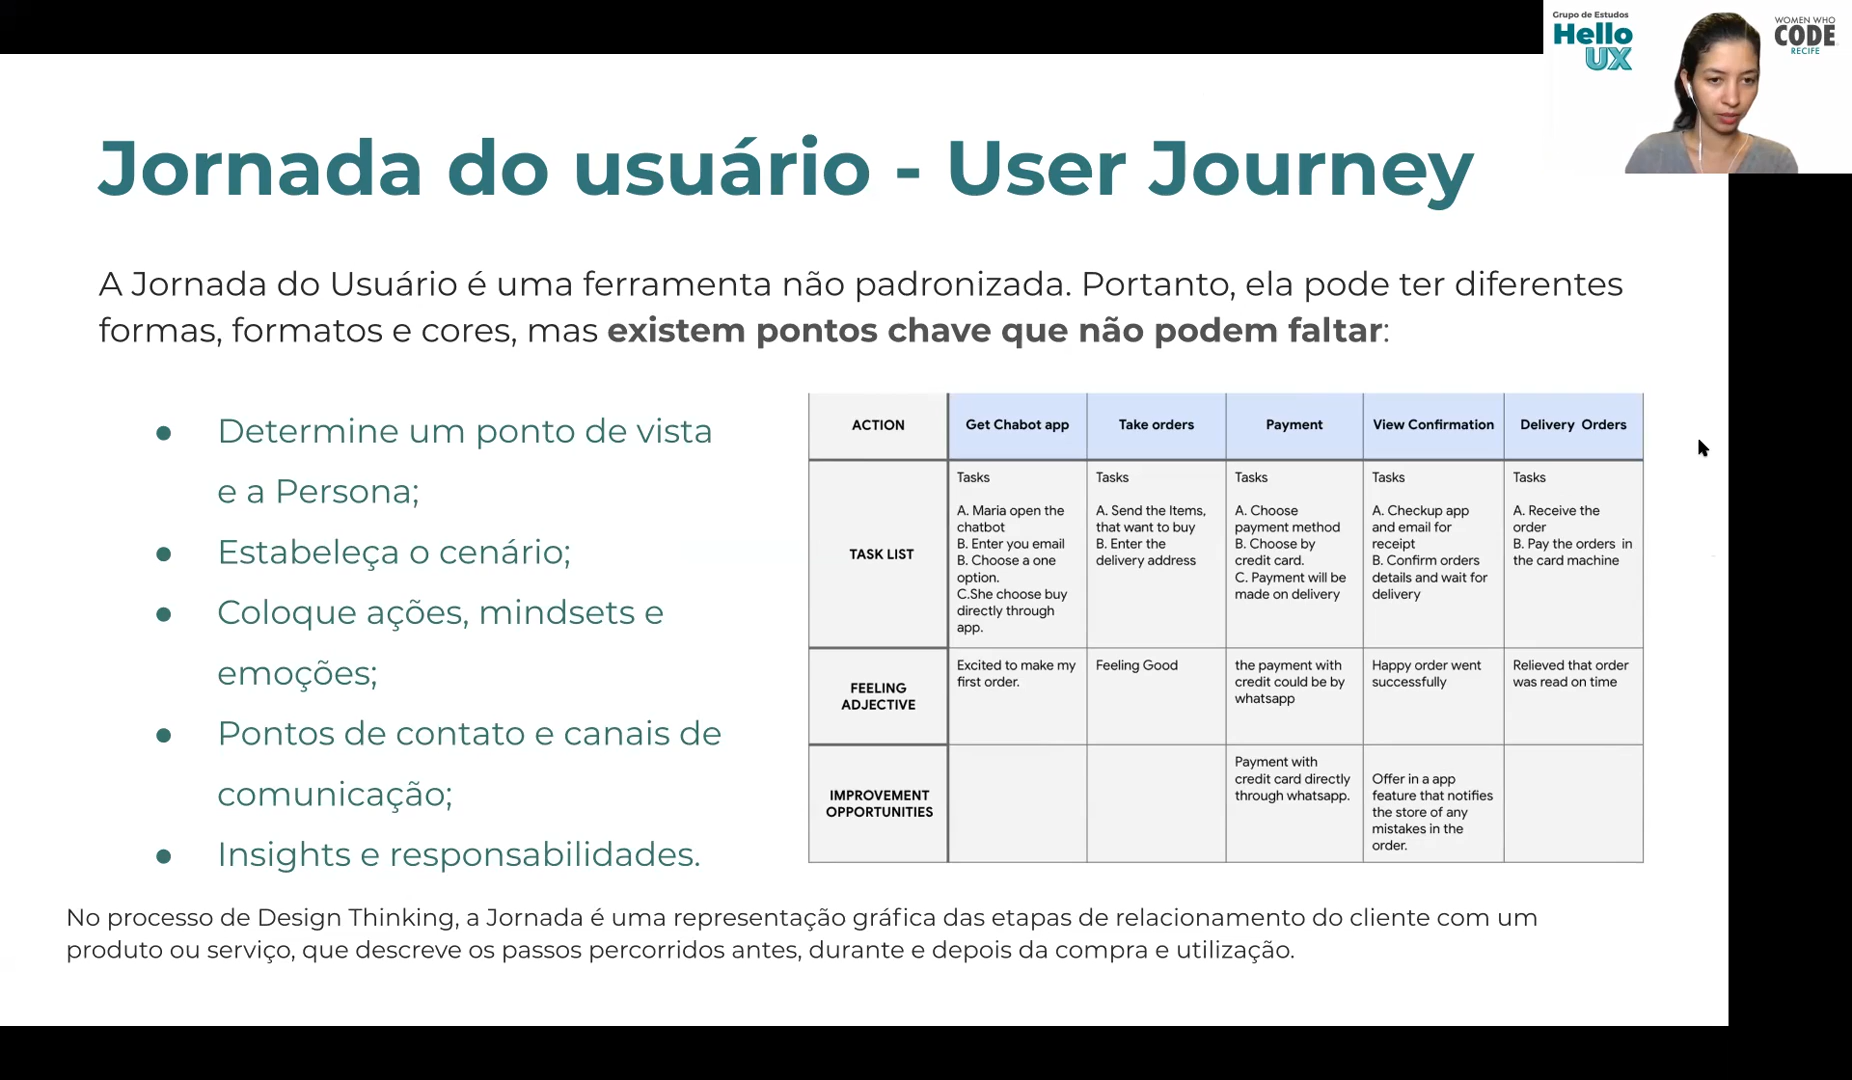 Grupo de Estudos
Hello
UX
WOMEN WHO
CODE
RECIFE
Jornada do usuário - User Journey
A Jornada do Usuário é uma ferramenta não padronizada. Portanto, ela pode ter diferentes
formas, formatos e cores, mas existem pontos chave que não podem faltar:
● Determine um ponto de vista
e a Persona;
● Estabeleça o cenário;
● Coloque ações, mindsets e
emoções;
● Pontos de contato e canais de
comunicação;
● Insights e responsabilidades.
ACTION
Get Chabot app
Take orders
Payment
View Confirmation
Delivery Orders
TASK LIST
Tasks
A. Maria open the
chatbot
B. Enter you email
B. Choose a one
option.
C.She choose buy
directly through
app.
Tasks
A. Send the Items,
that want to buy
B. Enter the
delivery address
Tasks
A. Choose
payment method
B. Choose by
credit card.
C. Payment will be
made on delivery
Tasks
A. Checkup app
and email for
receipt
B. Confirm orders
details and wait for
delivery
Tasks
A. Receive the
order
B. Pay the orders in
the card machine
FEELING
ADJECTIVE
Excited to make my
first order.
Feeling Good
the payment with
credit could be by
whatsapp
Happy order went
successfully
Relieved that order
was read on time
IMPROVEMENT
OPPORTUNITIES
Payment with
credit card directly
through whatsapp.
Offer in a app
feature that notifies
the store of any
mistakes in the
order.
No processo de Design Thinking, a Jornada é uma representação gráfica das etapas de relacionamento do cliente com um
produto ou serviço, que descreve os passos percorridos antes, durante e depois da compra e utilização.